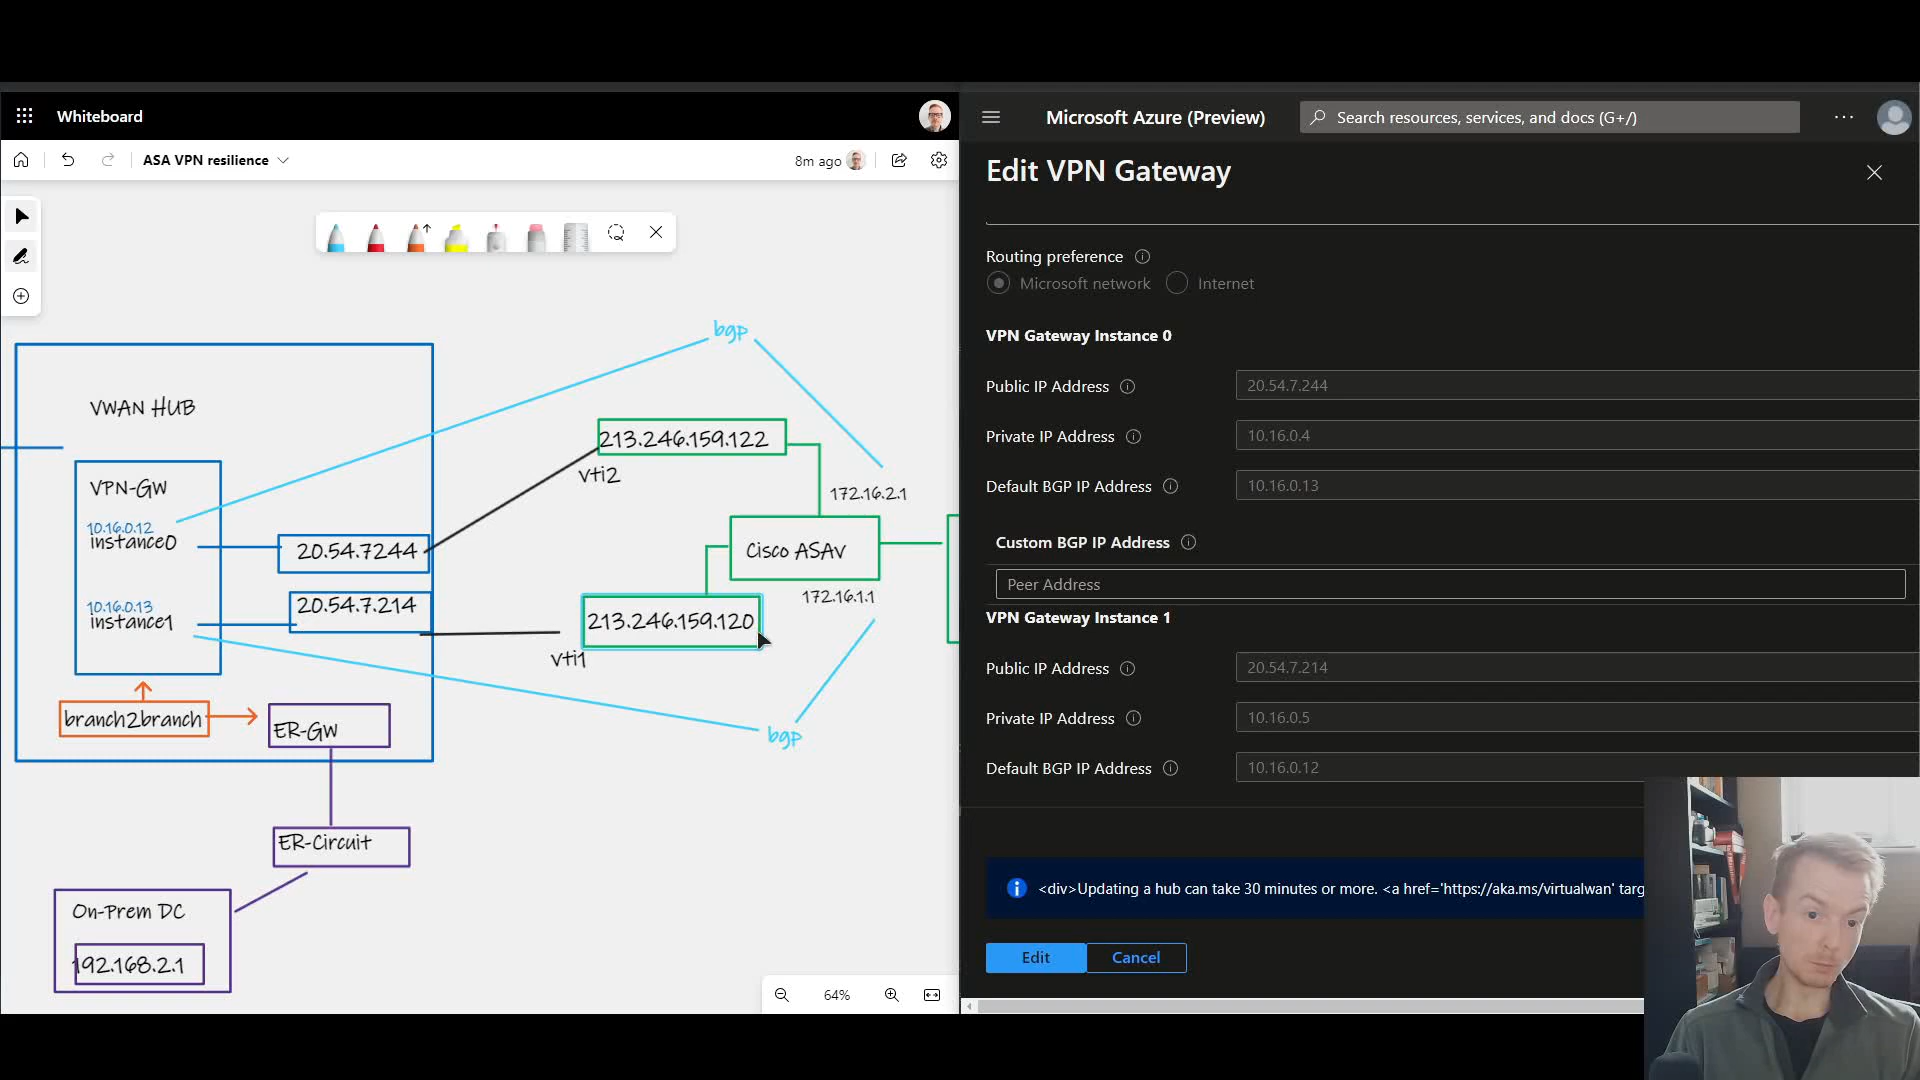 Whiteboard
ASA VPN resilience
8m ago
bgp
VWAN HUB
213.246.159.122
vti2
VPN-GW
172.16.2.1
10.16.0.12
instance0
20.54.7244
Cisco ASAv
10.16.0.13
instance1
20.54.7.214
172.16.1.1
213.246.159.120
vti1
branch2branch
ER-GW
bgp
ER-Circuit
On-Prem DC
192.168.2.1
64%
Microsoft Azure (Preview)
Search resources, services, and docs (G+/)
Edit VPN Gateway
Routing preference
Microsoft network Internet
VPN Gateway Instance 0
Public IP Address 20.54.7.244
Private IP Address 10.16.0.4
Default BGP IP Address 10.16.0.13
Custom BGP IP Address
Peer Address
VPN Gateway Instance 1
Public IP Address 20.54.7.214
Private IP Address 10.16.0.5
Default BGP IP Address 10.16.0.12
<div>Updating a hub can take 30 minutes or more. <a href='https://aka.ms/virtualwan' targ
Edit Cancel